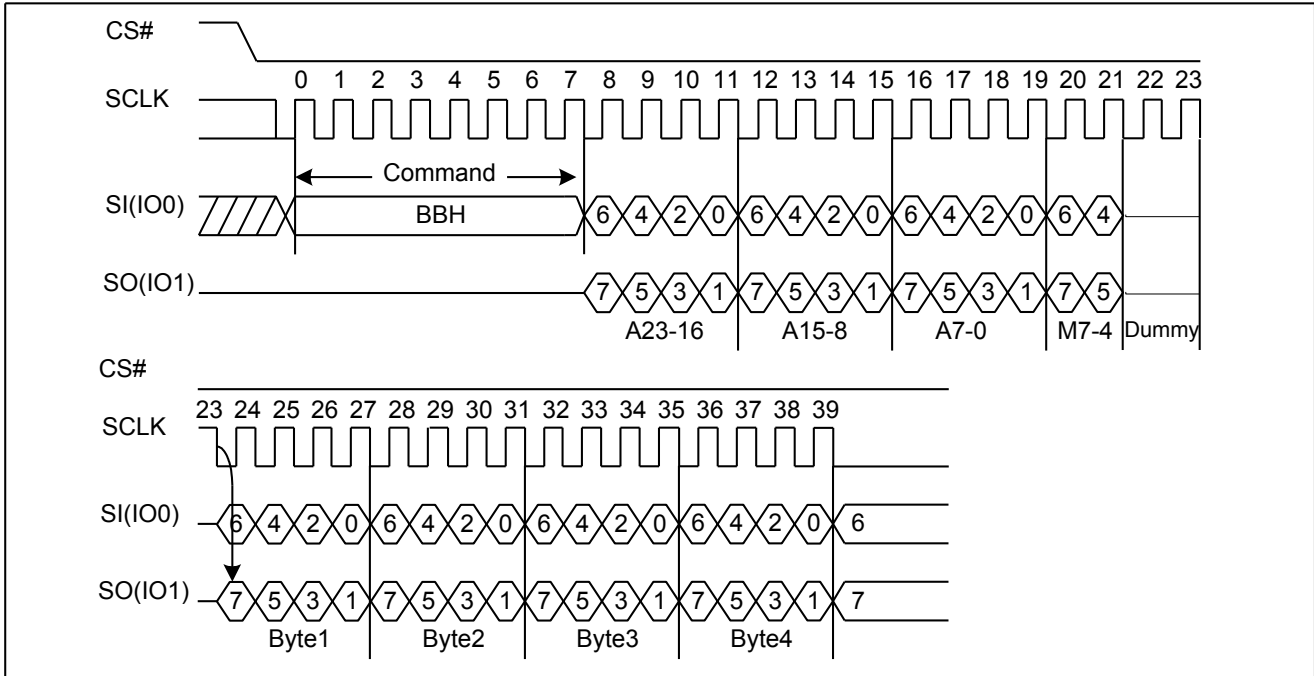 CS#
0 1 2 3 4 5 6 7 8 9 10 11 12 13 14 15 16 17 18 19 20 21 22 23
SCLK
Command
SI(IO0)
BBH
6 4 2 0 6 4 2 0 6 4 2 0 6 4
SO(IO1)
7 5 3 1 7 5 3 1 7 5 3 1 7 5
A23-16 A15-8 A7-0 M7-4 Dummy
CS#
23 24 25 26 27 28 29 30 31 32 33 34 35 36 37 38 39
SCLK
SI(IO0)
6 4 2 0 6 4 2 0 6 4 2 0 6 4 2 0 6
SO(IO1)
7 5 3 1 7 5 3 1 7 5 3 1 7 5 3 1 7
Byte1 Byte2 Byte3 Byte4